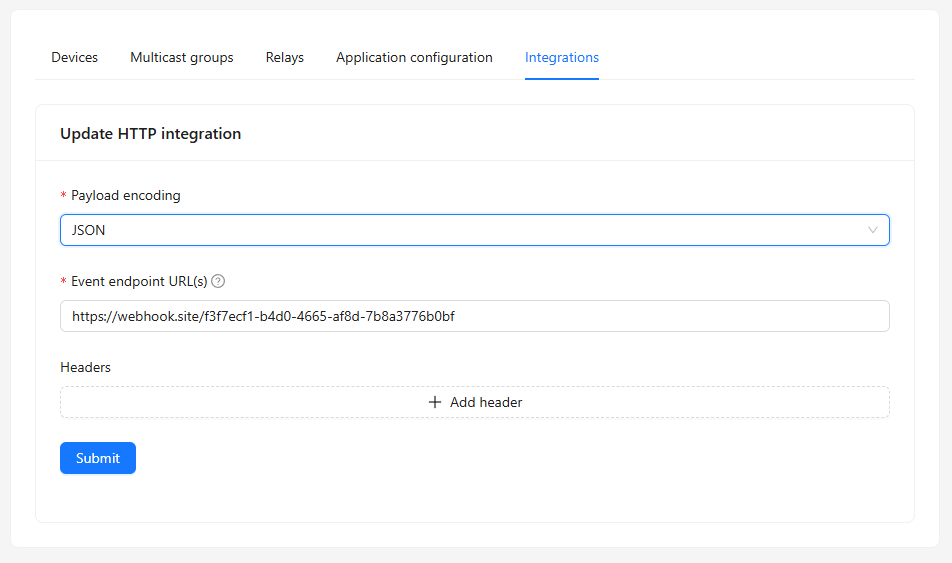 Devices Multicast groups Relays Application configuration Integrations
Update HTTP integration
* Payload encoding
JSON
* Event endpoint URL(s)
https://webhook.site/f3f7ecf1-b4d0-4665-af8d-7b8a3776b0bf
Headers
+ Add header
Submit